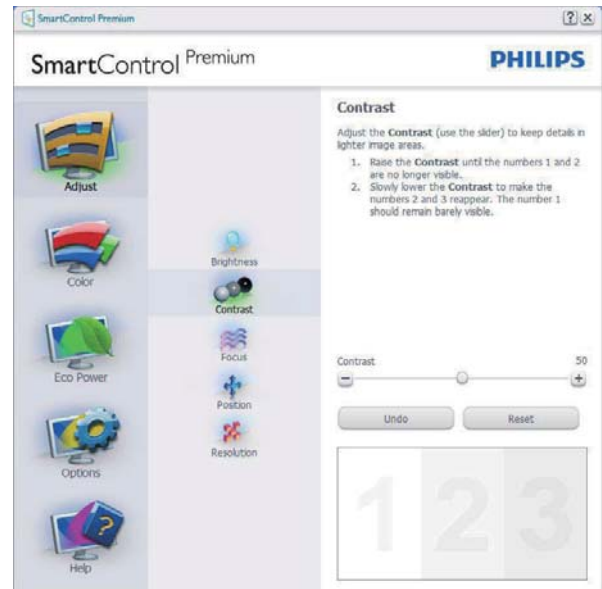 SmartControl Premium
SmartControl Premium
PHILIPS
Adjust
Color
Eco Power
Options
Help
Brightness
Contrast
Focus
Position
Resolution
Contrast
Adjust the Contrast (use the slider) to keep details in
lighter image areas.
1. Raise the Contrast until the numbers 1 and 2
are no longer visible.
2. Slowly lower the Contrast to make the
numbers 2 and 3 reappear. The number 1
should remain barely visible.
Contrast 50
Undo Reset
1 2 3